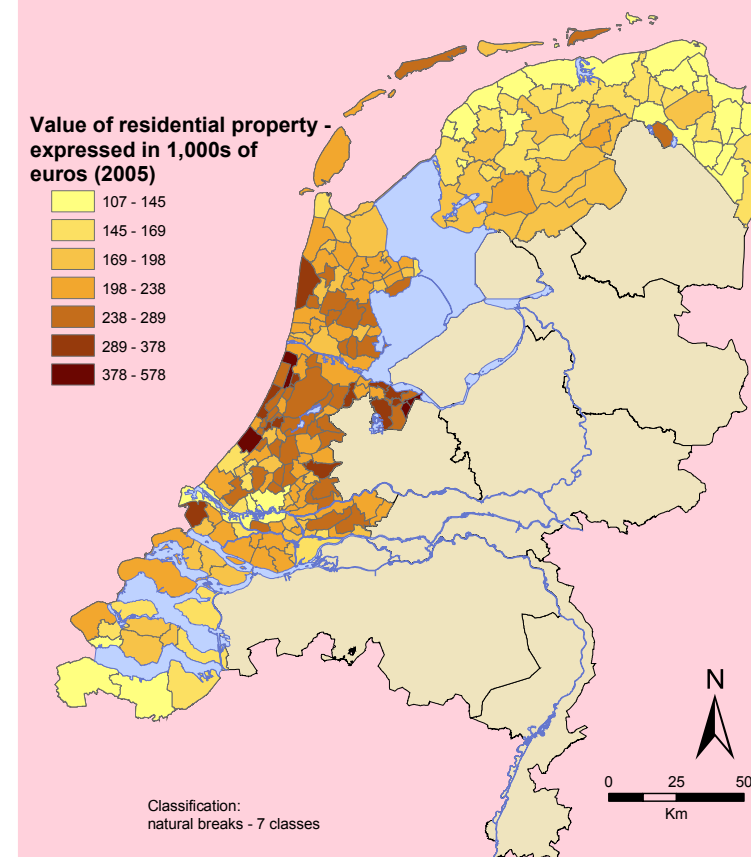 Value of residential property -
expressed in 1,000s of
euros (2005)
107 - 145
145 - 169
169 - 198
198 - 238
238 - 289
289 - 378
378 - 578
N
0 25 50
Km
Classification:
natural breaks - 7 classes